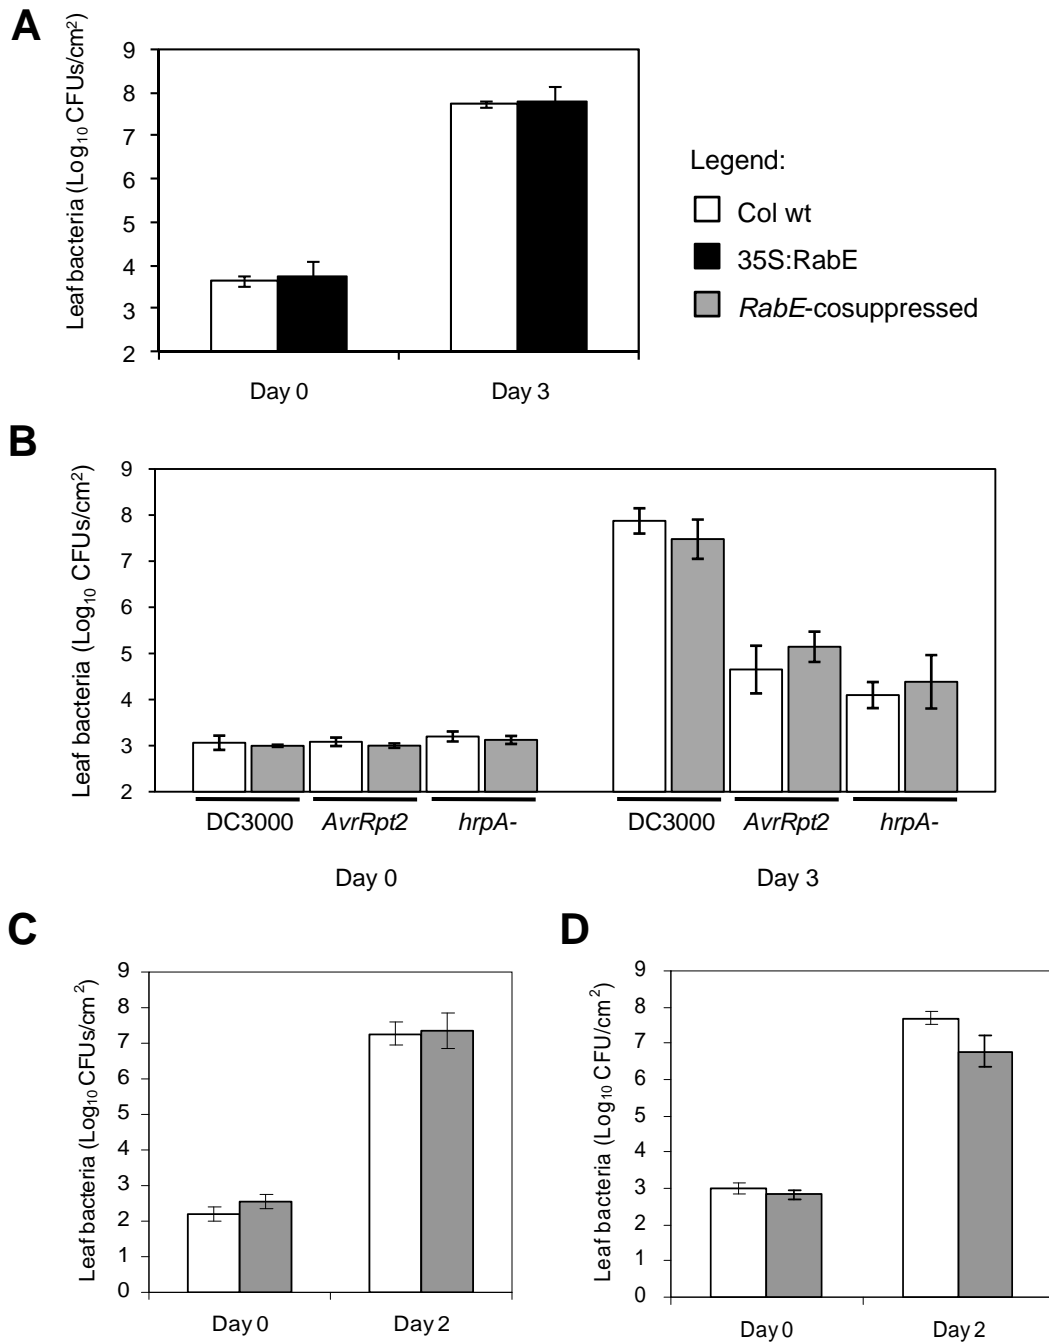 A
Leaf bacteria (Log₁₀ CFUs/cm²)
9
8
7
6
5
4
3
2
Day 0
Day 3
Legend:
Col wt
35S:RabE
RabE-cosuppressed
B
Leaf bacteria (Log₁₀ CFUs/cm²)
9
8
7
6
5
4
3
2
DC3000
AvrRpt2
hrpA-
DC3000
AvrRpt2
hrpA-
Day 0
Day 3
C
Leaf bacteria (Log₁₀ CFUs/cm²)
9
8
7
6
5
4
3
2
1
0
Day 0
Day 2
D
Leaf bacteria (Log₁₀ CFU/cm²)
9
8
7
6
5
4
3
2
1
0
Day 0
Day 2